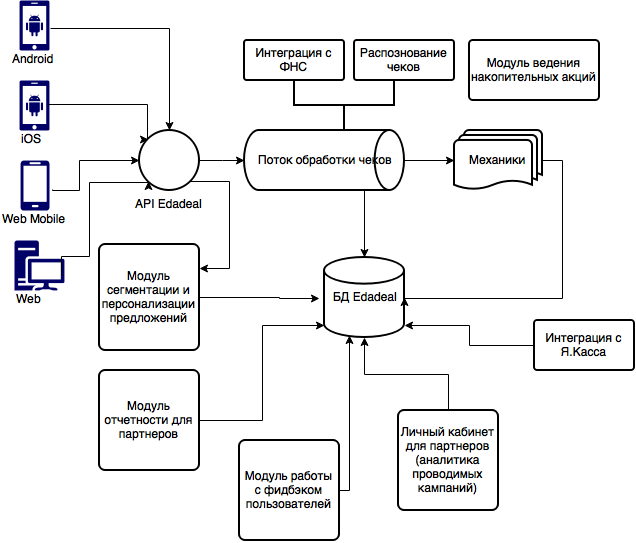 Android
iOS
Web Mobile
Web
API Edadeal
Интеграция с
ФНС
Распознование
чеков
Модуль ведения
накопительных акций
Поток обработки чеков
Механики
Модуль
сегментации и
персонализации
предложений
БД Edadeal
Интеграция с
Я.Касса
Модуль
отчетности для
партнеров
Модуль работы
с фидбэком
пользователей
Личный кабинет
для партнеров
(аналитика
проводимых
кампаний)